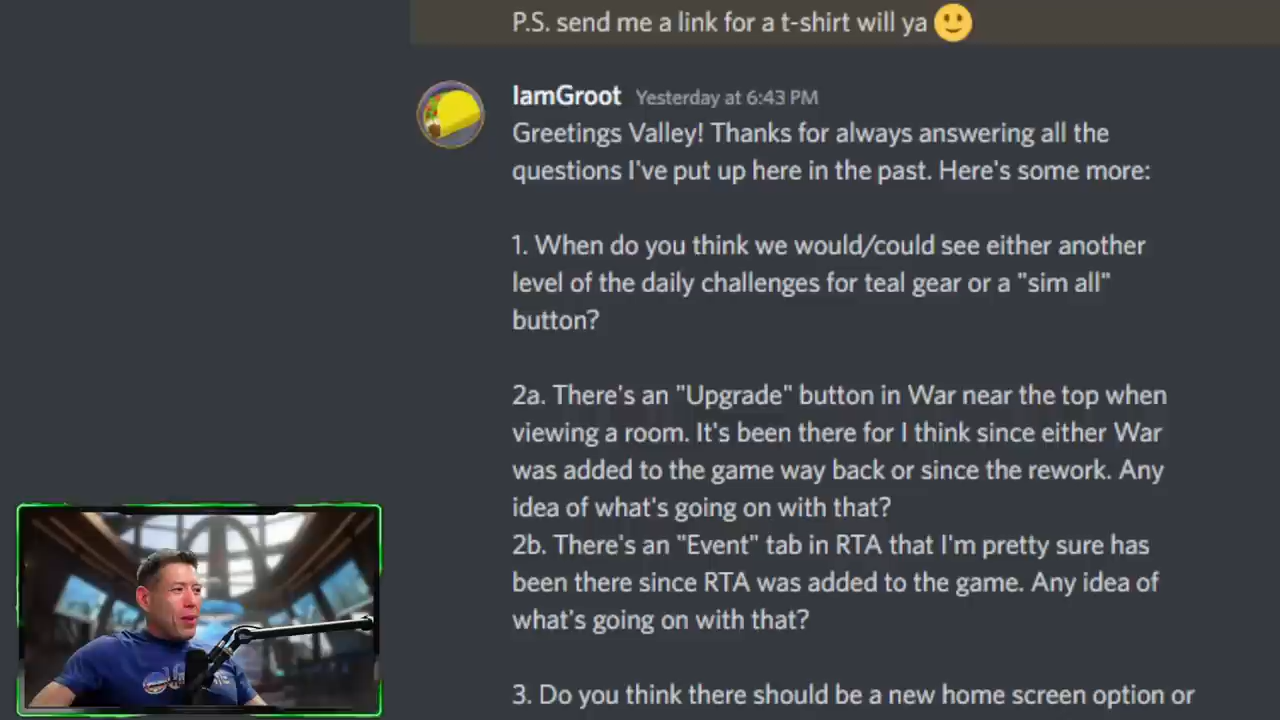 P.S. send me a link for a t-shirt will ya
IamGroot Yesterday at 6:43 PM
Greetings Valley! Thanks for always answering all the
questions I've put up here in the past. Here's some more:
1. When do you think we would/could see either another
level of the daily challenges for teal gear or a "sim all"
button?
2a. There's an "Upgrade" button in War near the top when
viewing a room. It's been there for I think since either War
was added to the game way back or since the rework. Any
idea of what's going on with that?
2b. There's an "Event" tab in RTA that I'm pretty sure has
been there since RTA was added to the game. Any idea of
what's going on with that?
3. Do you think there should be a new home screen option or